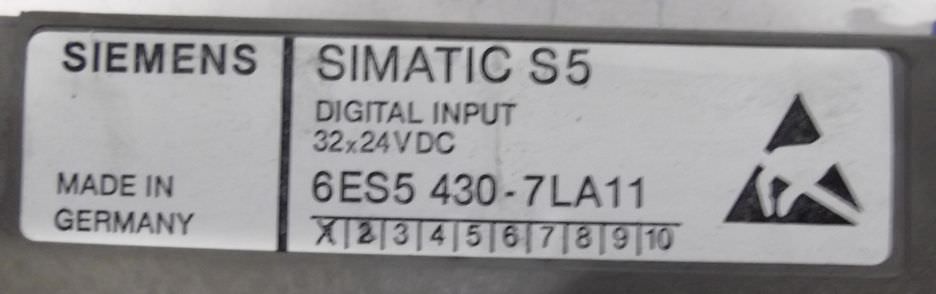 SIEMENS
SIMATIC S5
DIGITAL INPUT
32x24VDC
6ES5 430-7LA11
X|2|3|4|5|6|7|8|9|10
MADE IN
GERMANY